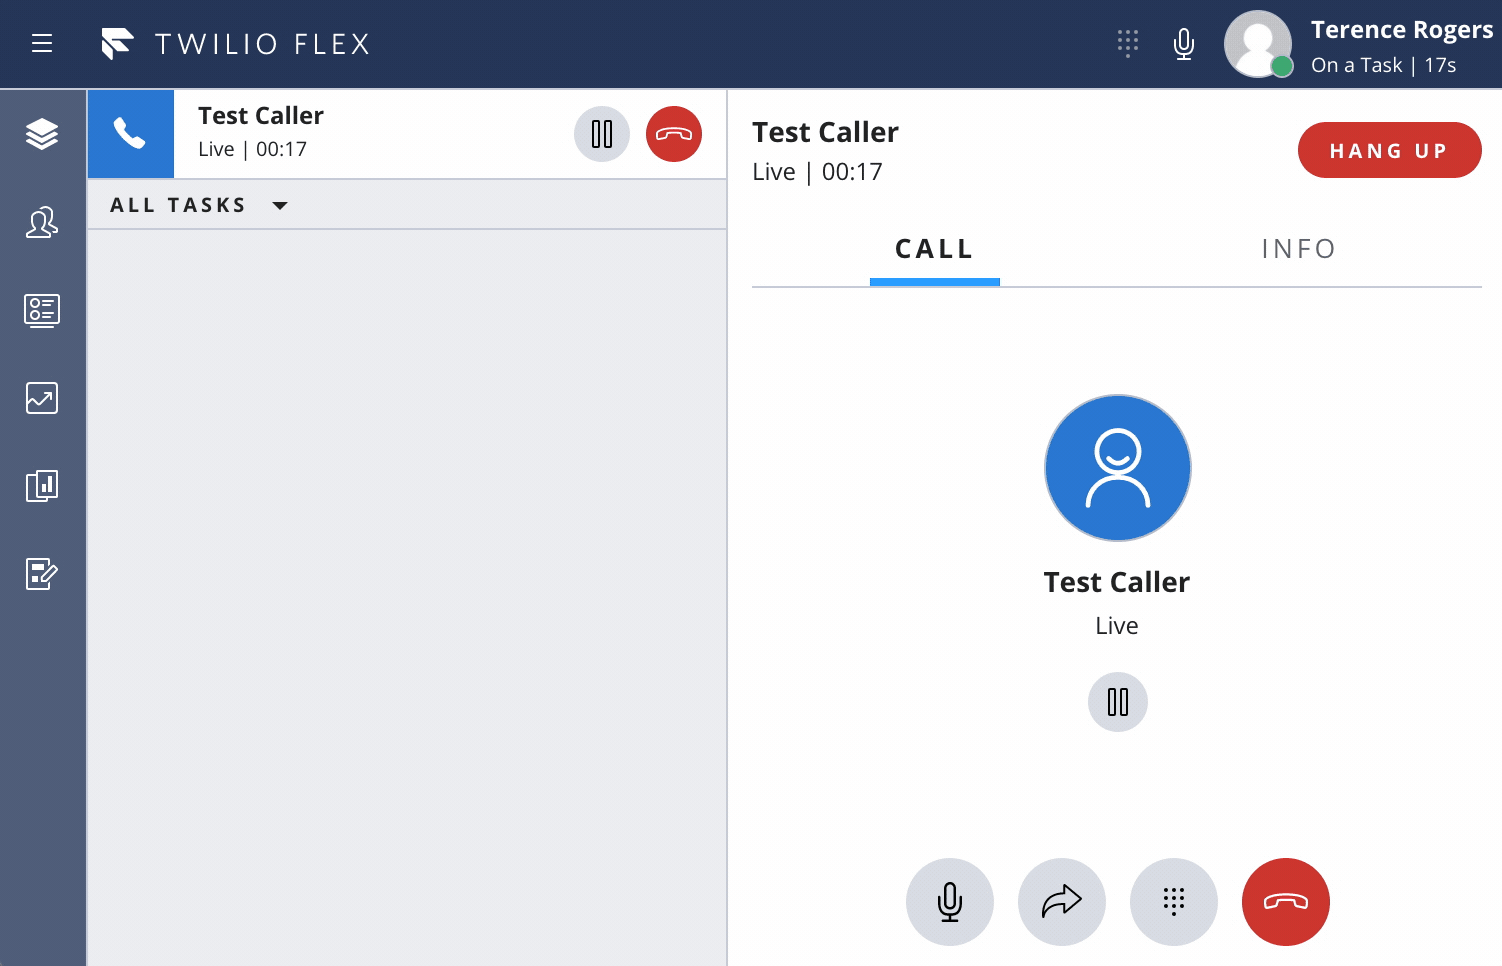 TWILIO FLEX
Terence Rogers
On a Task | 17s
Test Caller
Live | 00:17
ALL TASKS
Test Caller
Live | 00:17
HANG UP
CALL
INFO
Test Caller
Live